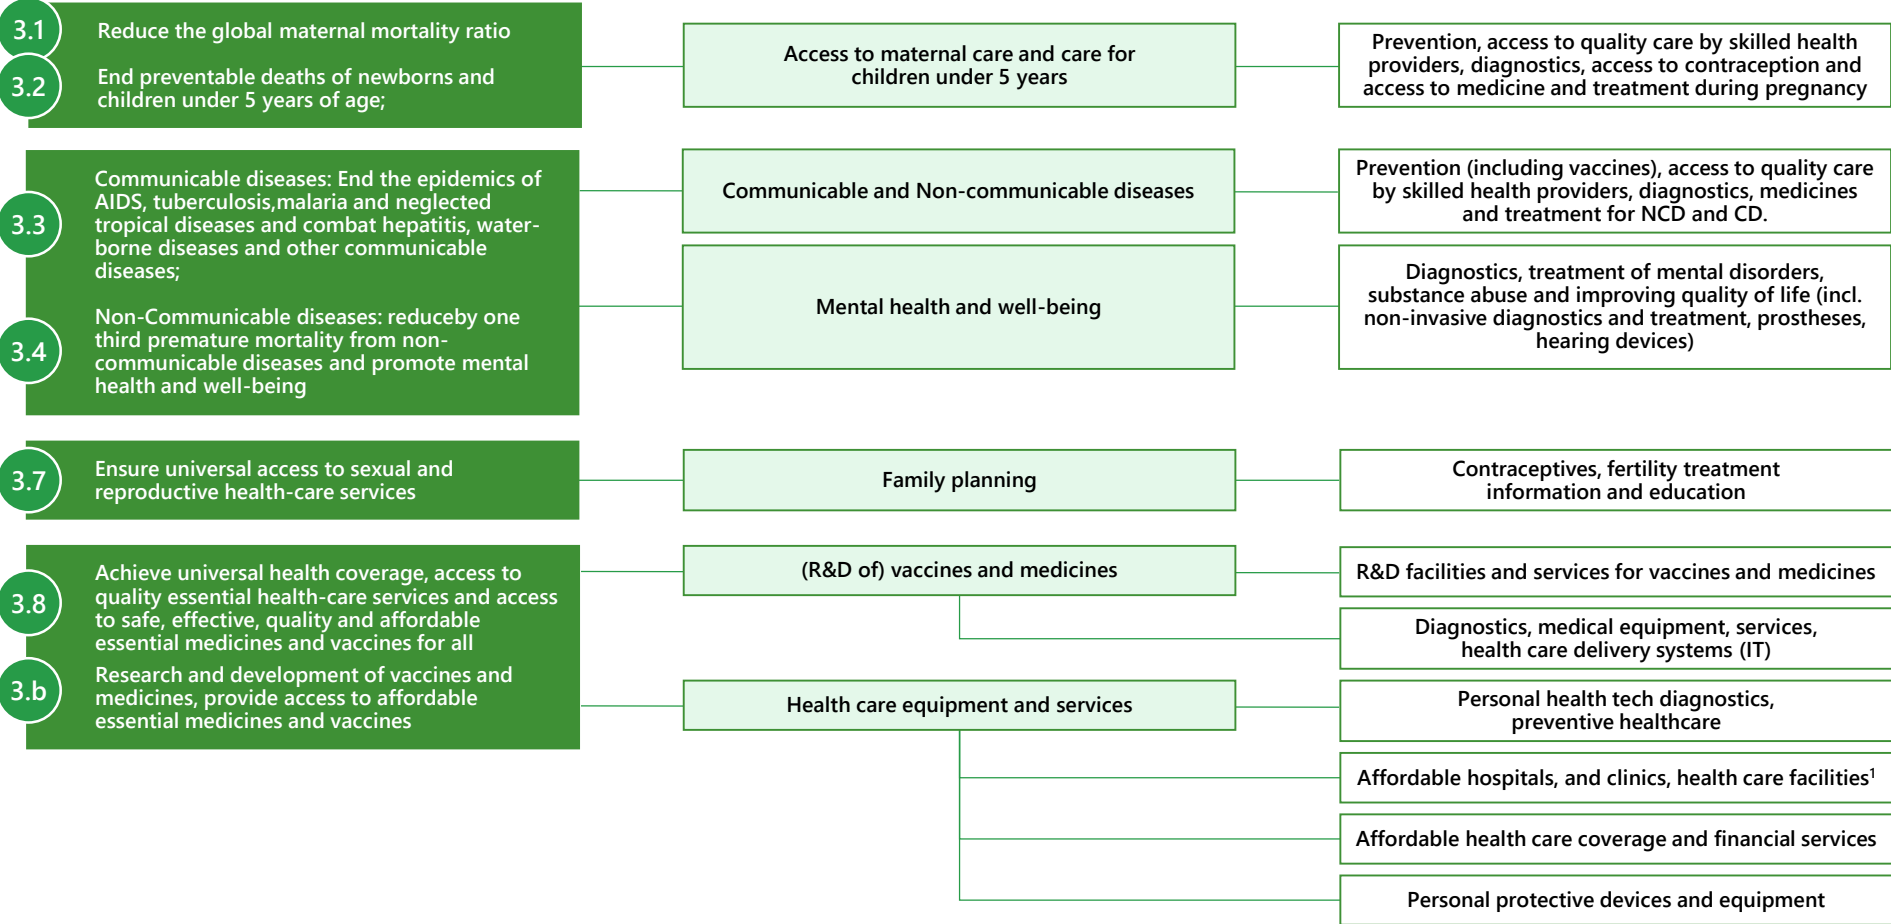 3.1
Reduce the global maternal mortality ratio
3.2
End preventable deaths of newborns and
children under 5 years of age;
Access to maternal care and care for
children under 5 years
Prevention, access to quality care by skilled health
providers, diagnostics, access to contraception and
access to medicine and treatment during pregnancy
3.3
Communicable diseases: End the epidemics of
AIDS, tuberculosis,malaria and neglected
tropical diseases and combat hepatitis, water-
borne diseases and other communicable
diseases;
3.4
Non-Communicable diseases: reduceby one
third premature mortality from non-
communicable diseases and promote mental
health and well-being
Communicable and Non-communicable diseases
Prevention (including vaccines), access to quality care
by skilled health providers, diagnostics, medicines
and treatment for NCD and CD.
Mental health and well-being
Diagnostics, treatment of mental disorders,
substance abuse and improving quality of life (incl.
non-invasive diagnostics and treatment, prostheses,
hearing devices)
3.7
Ensure universal access to sexual and
reproductive health-care services
Family planning
Contraceptives, fertility treatment
information and education
3.8
Achieve universal health coverage, access to
quality essential health-care services and access
to safe, effective, quality and affordable
essential medicines and vaccines for all
3.b
Research and development of vaccines and
medicines, provide access to affordable
essential medicines and vaccines
(R&D of) vaccines and medicines
R&D facilities and services for vaccines and medicines
Diagnostics, medical equipment, services,
health care delivery systems (IT)
Health care equipment and services
Personal health tech diagnostics,
preventive healthcare
Affordable hospitals, and clinics, health care facilities¹
Affordable health care coverage and financial services
Personal protective devices and equipment